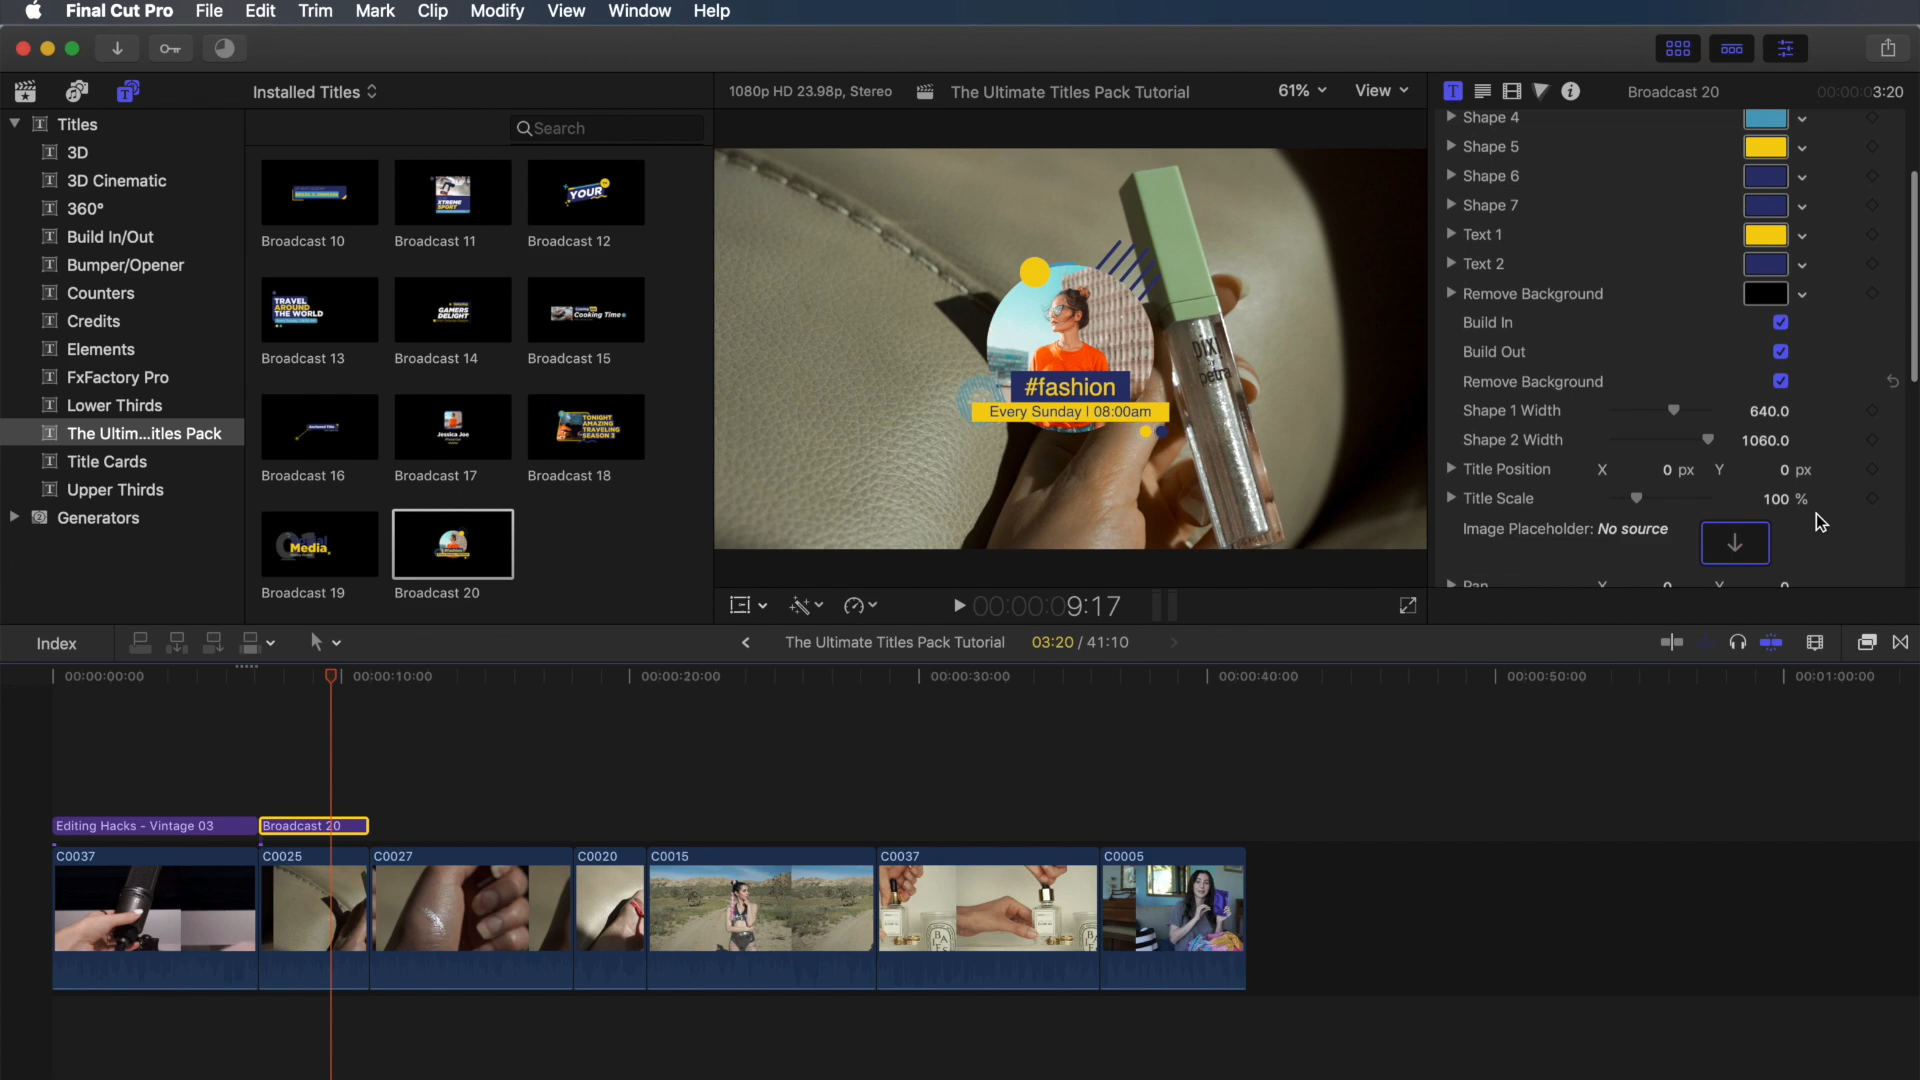 Final Cut Pro File Edit Trim Mark Clip Modify View Window Help
Installed Titles
1080p HD 23.98p, Stereo
The Ultimate Titles Pack Tutorial
61%
View
Broadcast 20
00:00:03:20
Titles
3D
3D Cinematic
360°
Build In/Out
Bumper/Opener
Counters
Credits
Elements
FxFactory Pro
Lower Thirds
The Ultim...itles Pack
Title Cards
Upper Thirds
Generators
Search
YOUR
XTREME
SPORT
Broadcast 10
Broadcast 11
Broadcast 12
TRAVEL
AROUND
THE WORLD
GAMERS
DELIGHT
Cooking Time
Broadcast 13
Broadcast 14
Broadcast 15
Jessica Joe
TONIGHT
AMAZING
TRAVELING
SEASON 3
Broadcast 16
Broadcast 17
Broadcast 18
Media
Broadcast 19
Broadcast 20
pixi
petra
#fashion
Every Sunday | 08:00am
Shape 4
Shape 5
Shape 6
Shape 7
Text 1
Text 2
Remove Background
Build In
Build Out
Remove Background
Shape 1 Width 640.0
Shape 2 Width 1060.0
Title Position X 0 px Y 0 px
Title Scale 100 %
Image Placeholder: No source
Pan X 0 Y 0
00:00:09:17
Index
The Ultimate Titles Pack Tutorial
03:20 / 41:10
00:00:00:00
00:00:10:00
00:00:20:00
00:00:30:00
00:00:40:00
00:00:50:00
00:01:00:00
Editing Hacks - Vintage 03
Broadcast 20
C0037
C0025
C0027
C0020
C0015
C0037
C0005